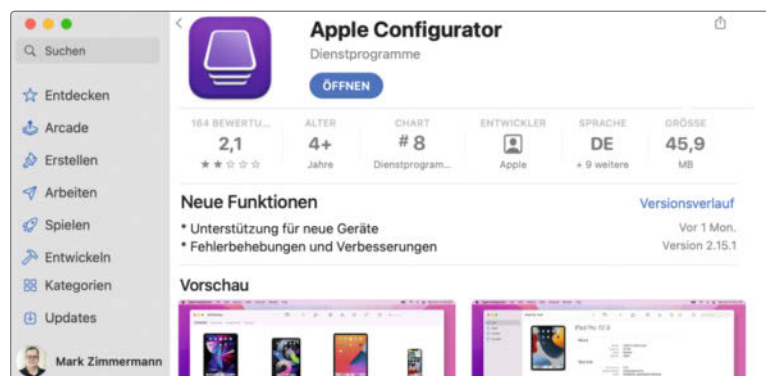 Suchen
Entdecken
Arcade
Erstellen
Arbeiten
Spielen
Entwickeln
Kategorien
Updates
Mark Zimmermann
Apple Configurator
Dienstprogramme
ÖFFNEN
164 BEWERTU...
2,1
ALTER
4+
Jahre
CHART
#8
Dienstprogram...
ENTWICKLER
Apple
SPRACHE
DE
+ 9 weitere
GRÖSSE
45,9
MB
Neue Funktionen
Versionsverlauf
* Unterstützung für neue Geräte
* Fehlerbehebungen und Verbesserungen
Vor 1 Mon.
Version 2.15.1
Vorschau
iPad Pro 12.9